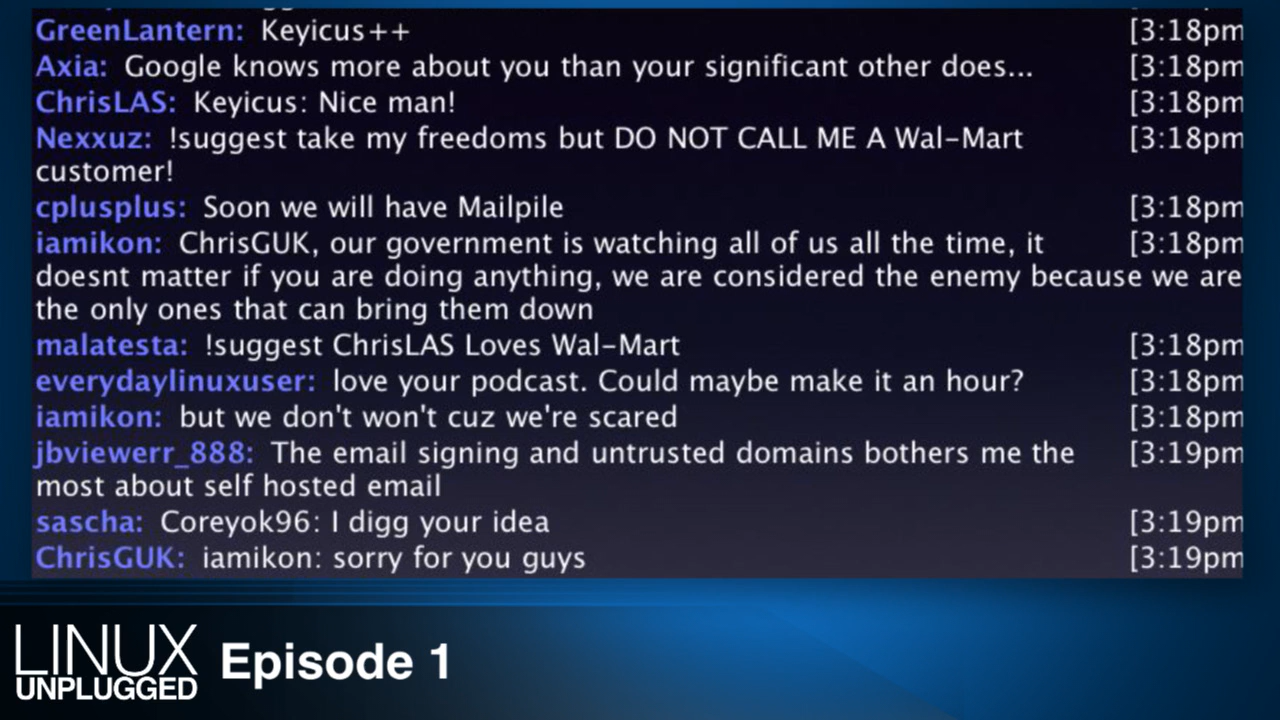 GreenLantern: Keyicus++ [3:18pm
Axia: Google knows more about you than your significant other does... [3:18pm
ChrisLAS: Keyicus: Nice man! [3:18pm
Nexxuz: !suggest take my freedoms but DO NOT CALL ME A Wal-Mart [3:18pm
customer!
cplusplus: Soon we will have Mailpile [3:18pm
iamikon: ChrisGUK, our government is watching all of us all the time, it [3:18pm
doesnt matter if you are doing anything, we are considered the enemy because we are
the only ones that can bring them down
malatesta: !suggest ChrisLAS Loves Wal-Mart [3:18pm
everydaylinuxuser: love your podcast. Could maybe make it an hour? [3:18pm
iamikon: but we don't won't cuz we're scared [3:18pm
jbviewerr_888: The email signing and untrusted domains bothers me the [3:19pm
most about self hosted email
sascha: Coreyok96: I digg your idea [3:19pm
ChrisGUK: iamikon: sorry for you guys [3:19pm
LINUX
UNPLUGGED
Episode 1